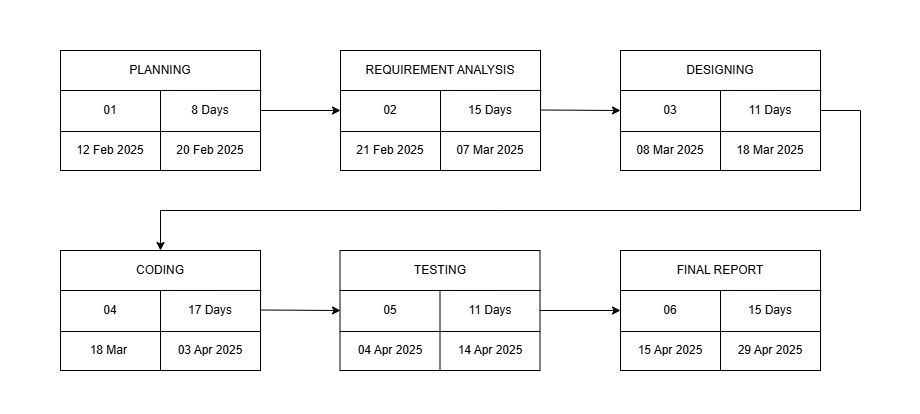 PLANNING
01
8 Days
12 Feb 2025
20 Feb 2025
REQUIREMENT ANALYSIS
02
15 Days
21 Feb 2025
07 Mar 2025
DESIGNING
03
11 Days
08 Mar 2025
18 Mar 2025
CODING
04
17 Days
18 Mar
03 Apr 2025
TESTING
05
11 Days
04 Apr 2025
14 Apr 2025
FINAL REPORT
06
15 Days
15 Apr 2025
29 Apr 2025